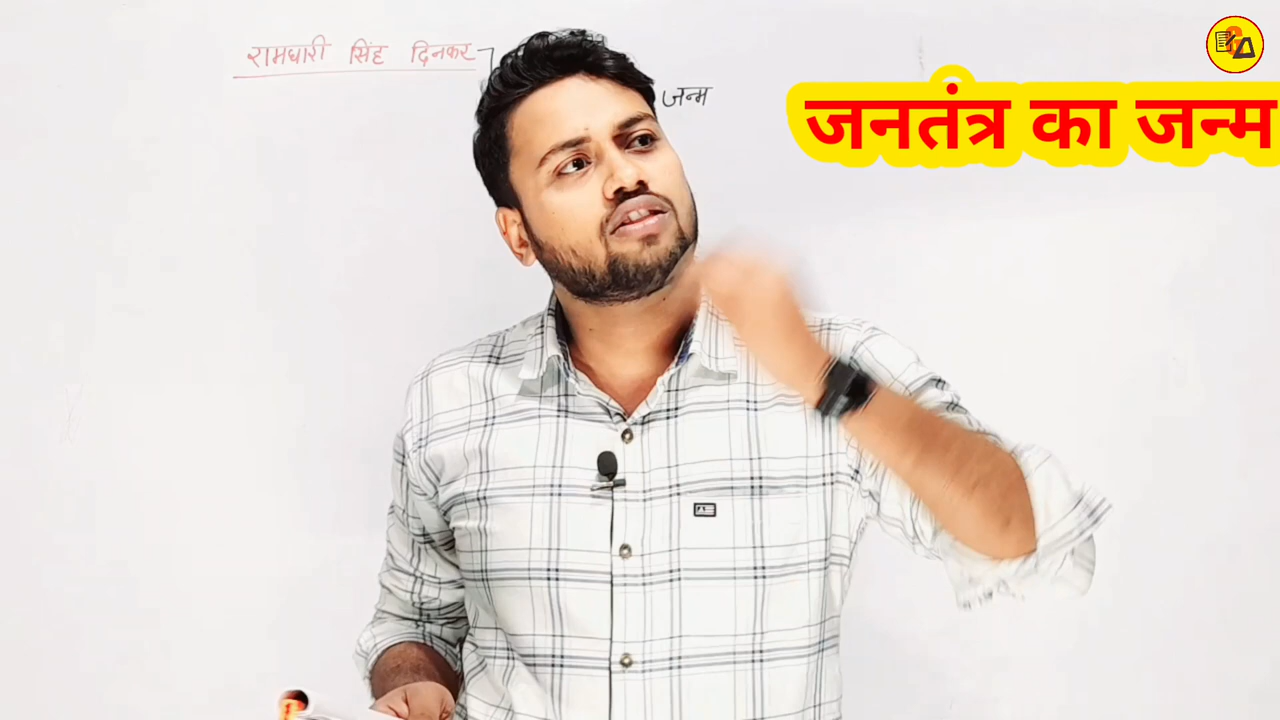 रामधारी सिंह दिनकर
जन्म
जनतंत्र का जन्म